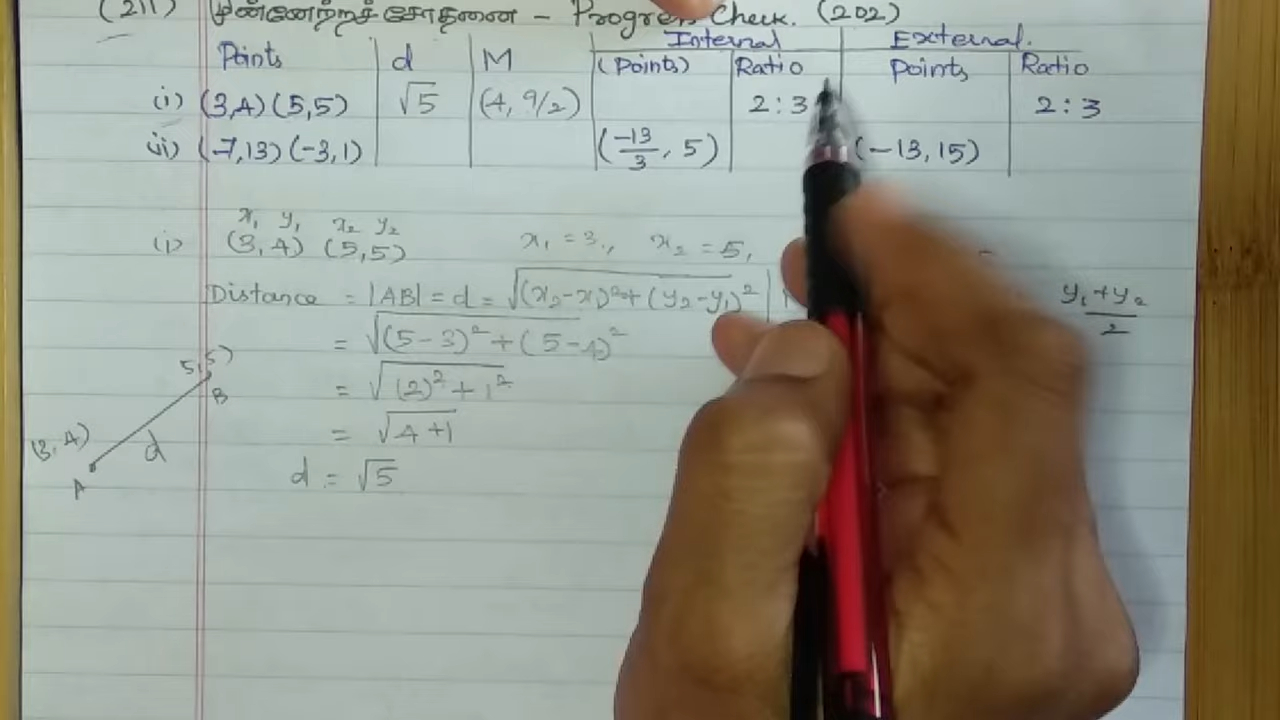 (211) முன்னேற்றச் சோதனை – Progress Check. (202)
Internal External.
Points d M (Points) Ratio Points Ratio
(i) (3,4) (5,5) √5 (4, 9/2) 2:3 2:3
(ii) (-7,13) (-3,1) (-13/3, 5) (-13,15)
x₁ y₁ x₂ y₂
(i) (3,4) (5,5) x₁ = 3, x₂ = 5,
Distance = |AB| = d = √(x₂-x₁)²+(y₂-y₁)² y₁+y₂/2
= √(5-3)²+(5-4)²
= √(2)²+1²
= √4+1
d = √5
5,5)
B
(3,4)
d
A